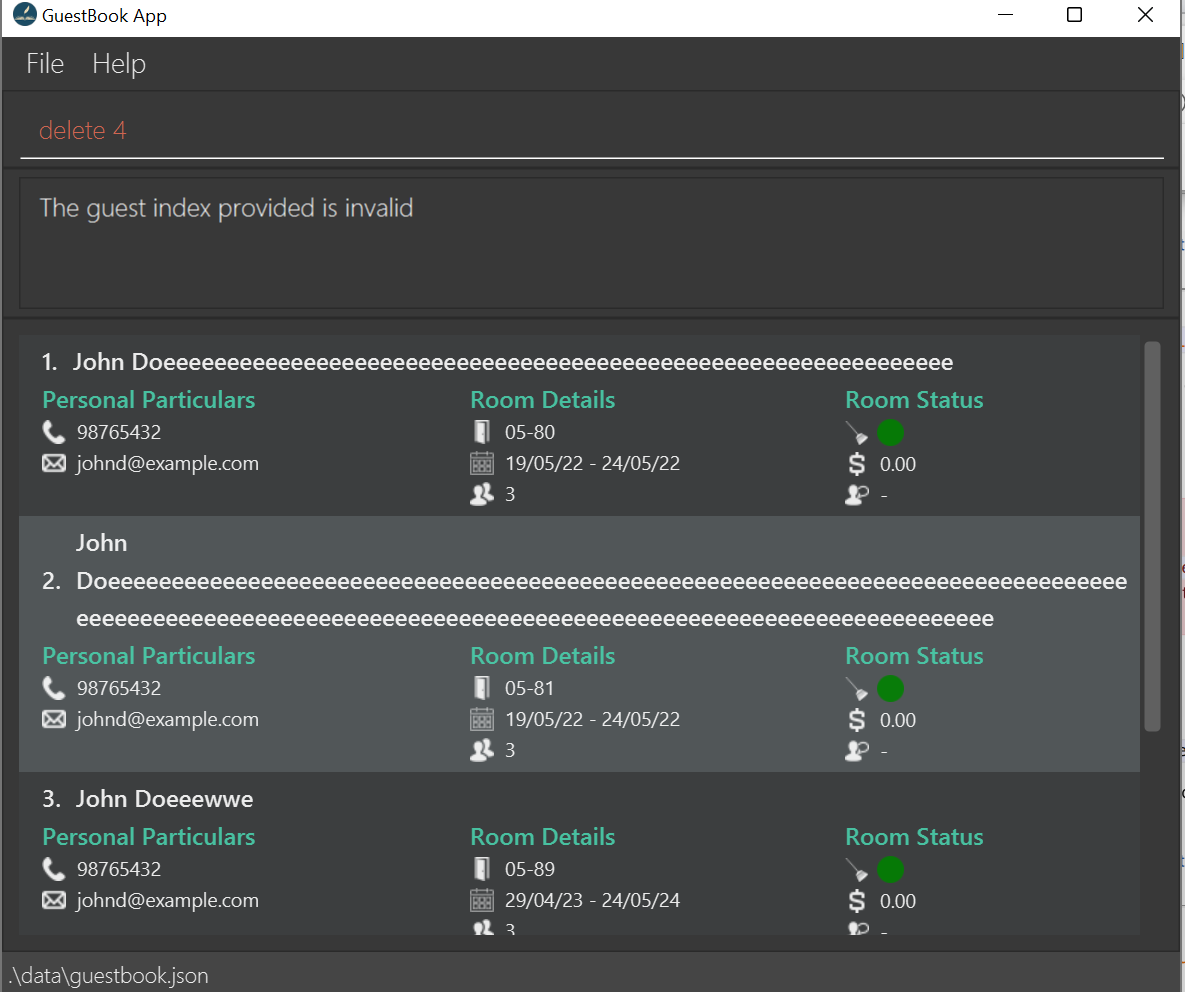 GuestBook App
File Help
delete 4
The guest index provided is invalid
1. John Doeeeeeeeeeeeeeeeeeeeeeeeeeeeeeeeeeeeeeeeeeeeeeeeeeeeeeeeeeeeeeee
Personal Particulars Room Details Room Status
98765432 05-80
johnd@example.com 19/05/22 - 24/05/22 $ 0.00
3 -
John
2. Doeeeeeeeeeeeeeeeeeeeeeeeeeeeeeeeeeeeeeeeeeeeeeeeeeeeeeeeeeeeeeeeeeeeeeeeeeeeeeeee
eeeeeeeeeeeeeeeeeeeeeeeeeeeeeeeeeeeeeeeeeeeeeeeeeeeeeeeeeeeeeeeeeeeeeeee
Personal Particulars Room Details Room Status
98765432 05-81
johnd@example.com 19/05/22 - 24/05/22 $ 0.00
3 -
3. John Doeeewwe
Personal Particulars Room Details Room Status
98765432 05-89
johnd@example.com 29/04/23 - 24/05/24 $ 0.00
3 -
.\data\guestbook.json